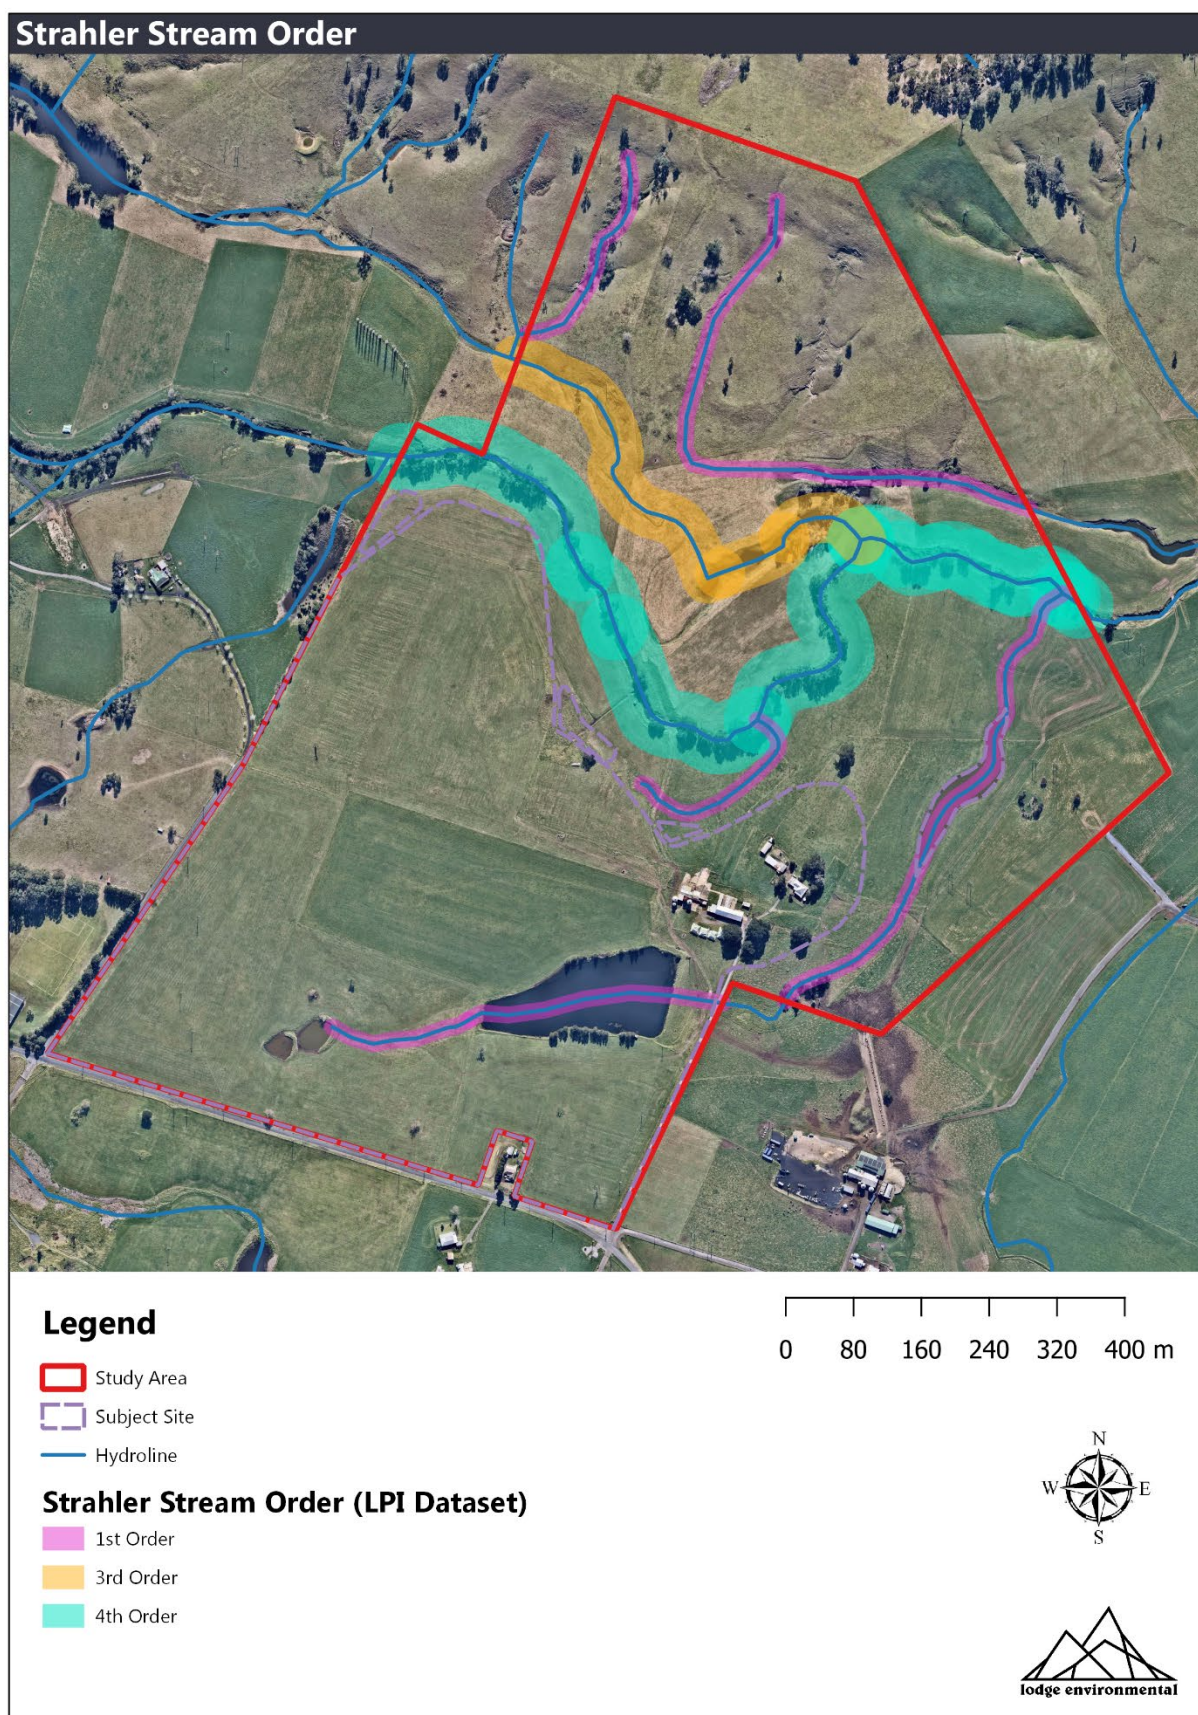 Strahler Stream Order
Legend
Study Area
Subject Site
Hydroline
Strahler Stream Order (LPI Dataset)
1st Order
3rd Order
4th Order
0 80 160 240 320 400 m
N
W E
S
lodge environmental